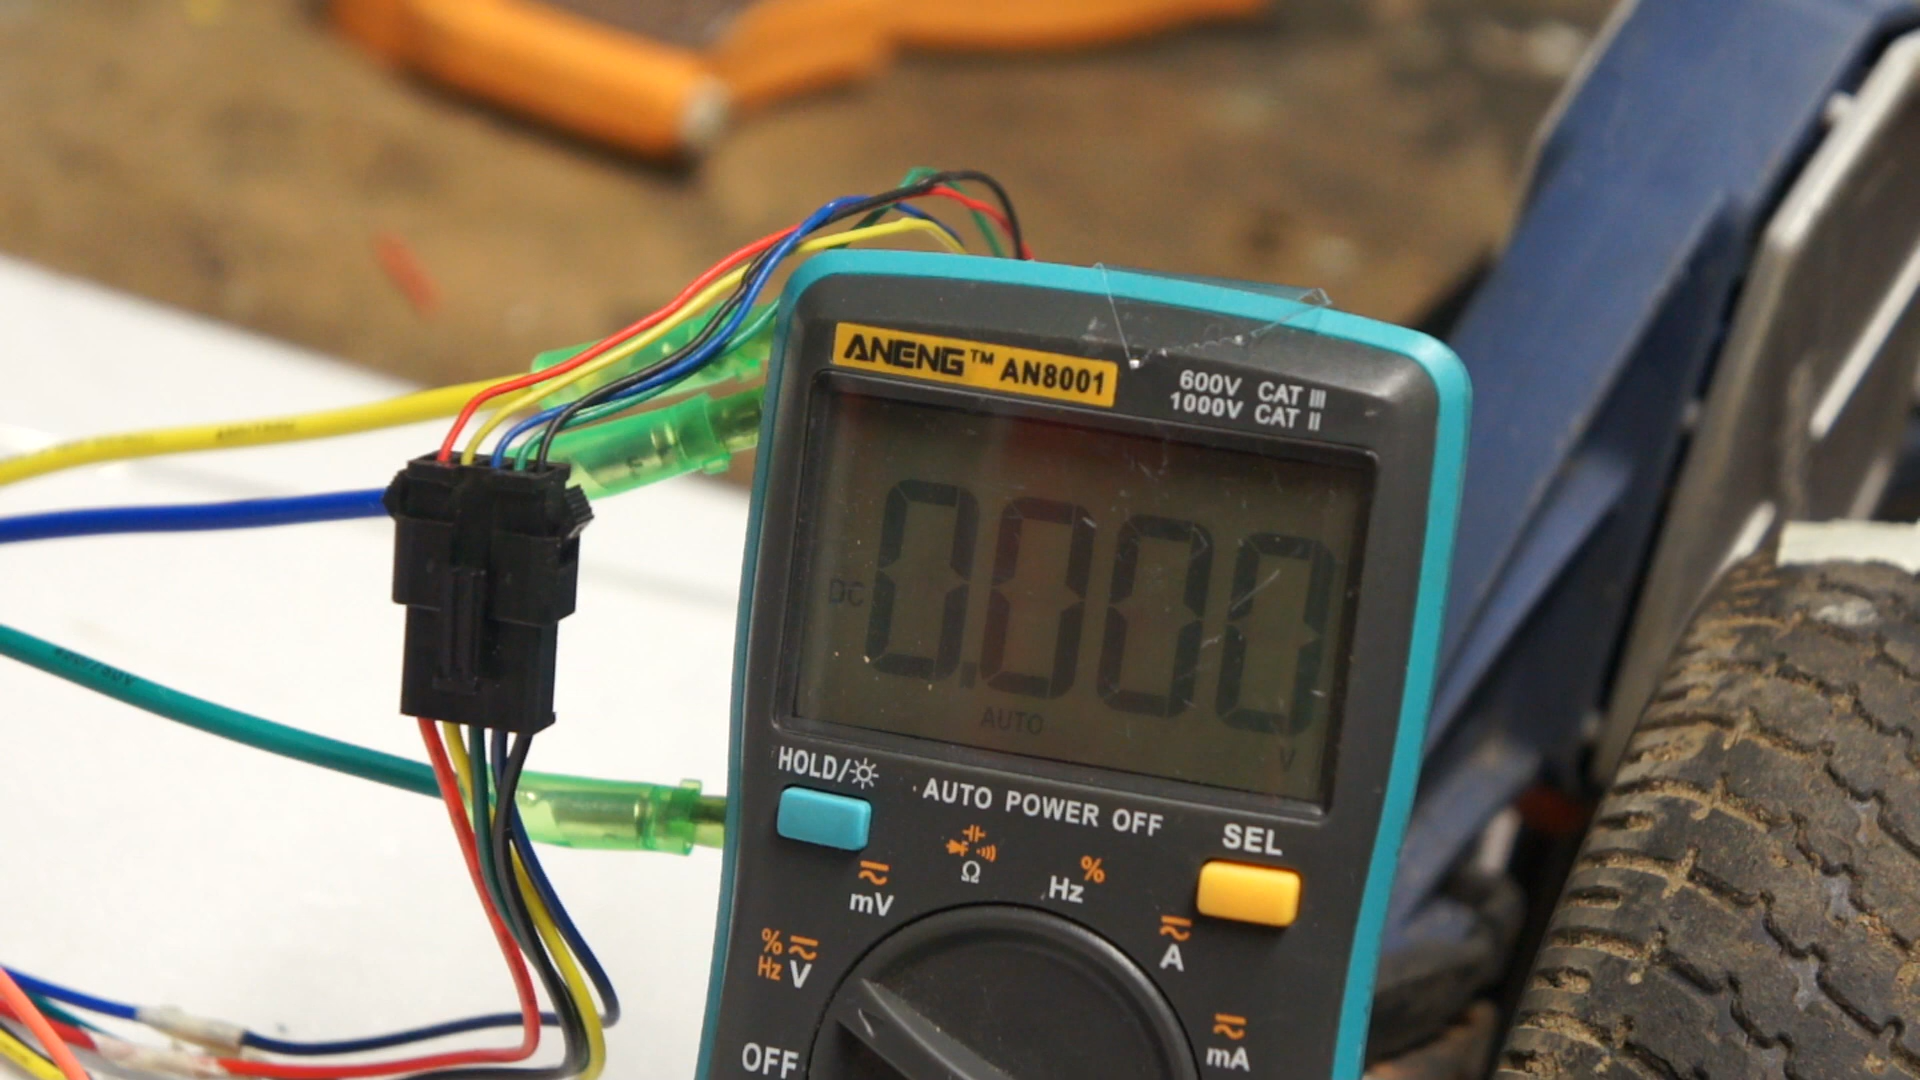 ANENG™ AN8001
600V CAT III
1000V CAT II
DC
0.000
AUTO
V
HOLD/
AUTO POWER OFF
SEL
mV
Ω
Hz %
A
% Hz V
OFF
mA